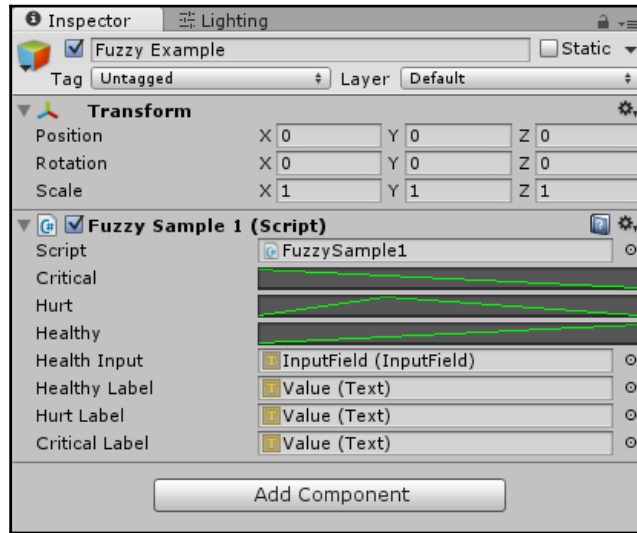 Inspector Lighting
Fuzzy Example Static
Tag Untagged Layer Default
Transform
Position X 0 Y 0 Z 0
Rotation X 0 Y 0 Z 0
Scale X 1 Y 1 Z 1
Fuzzy Sample 1 (Script)
Script FuzzySample1
Critical
Hurt
Healthy
Health Input InputField (InputField)
Healthy Label Value (Text)
Hurt Label Value (Text)
Critical Label Value (Text)
Add Component